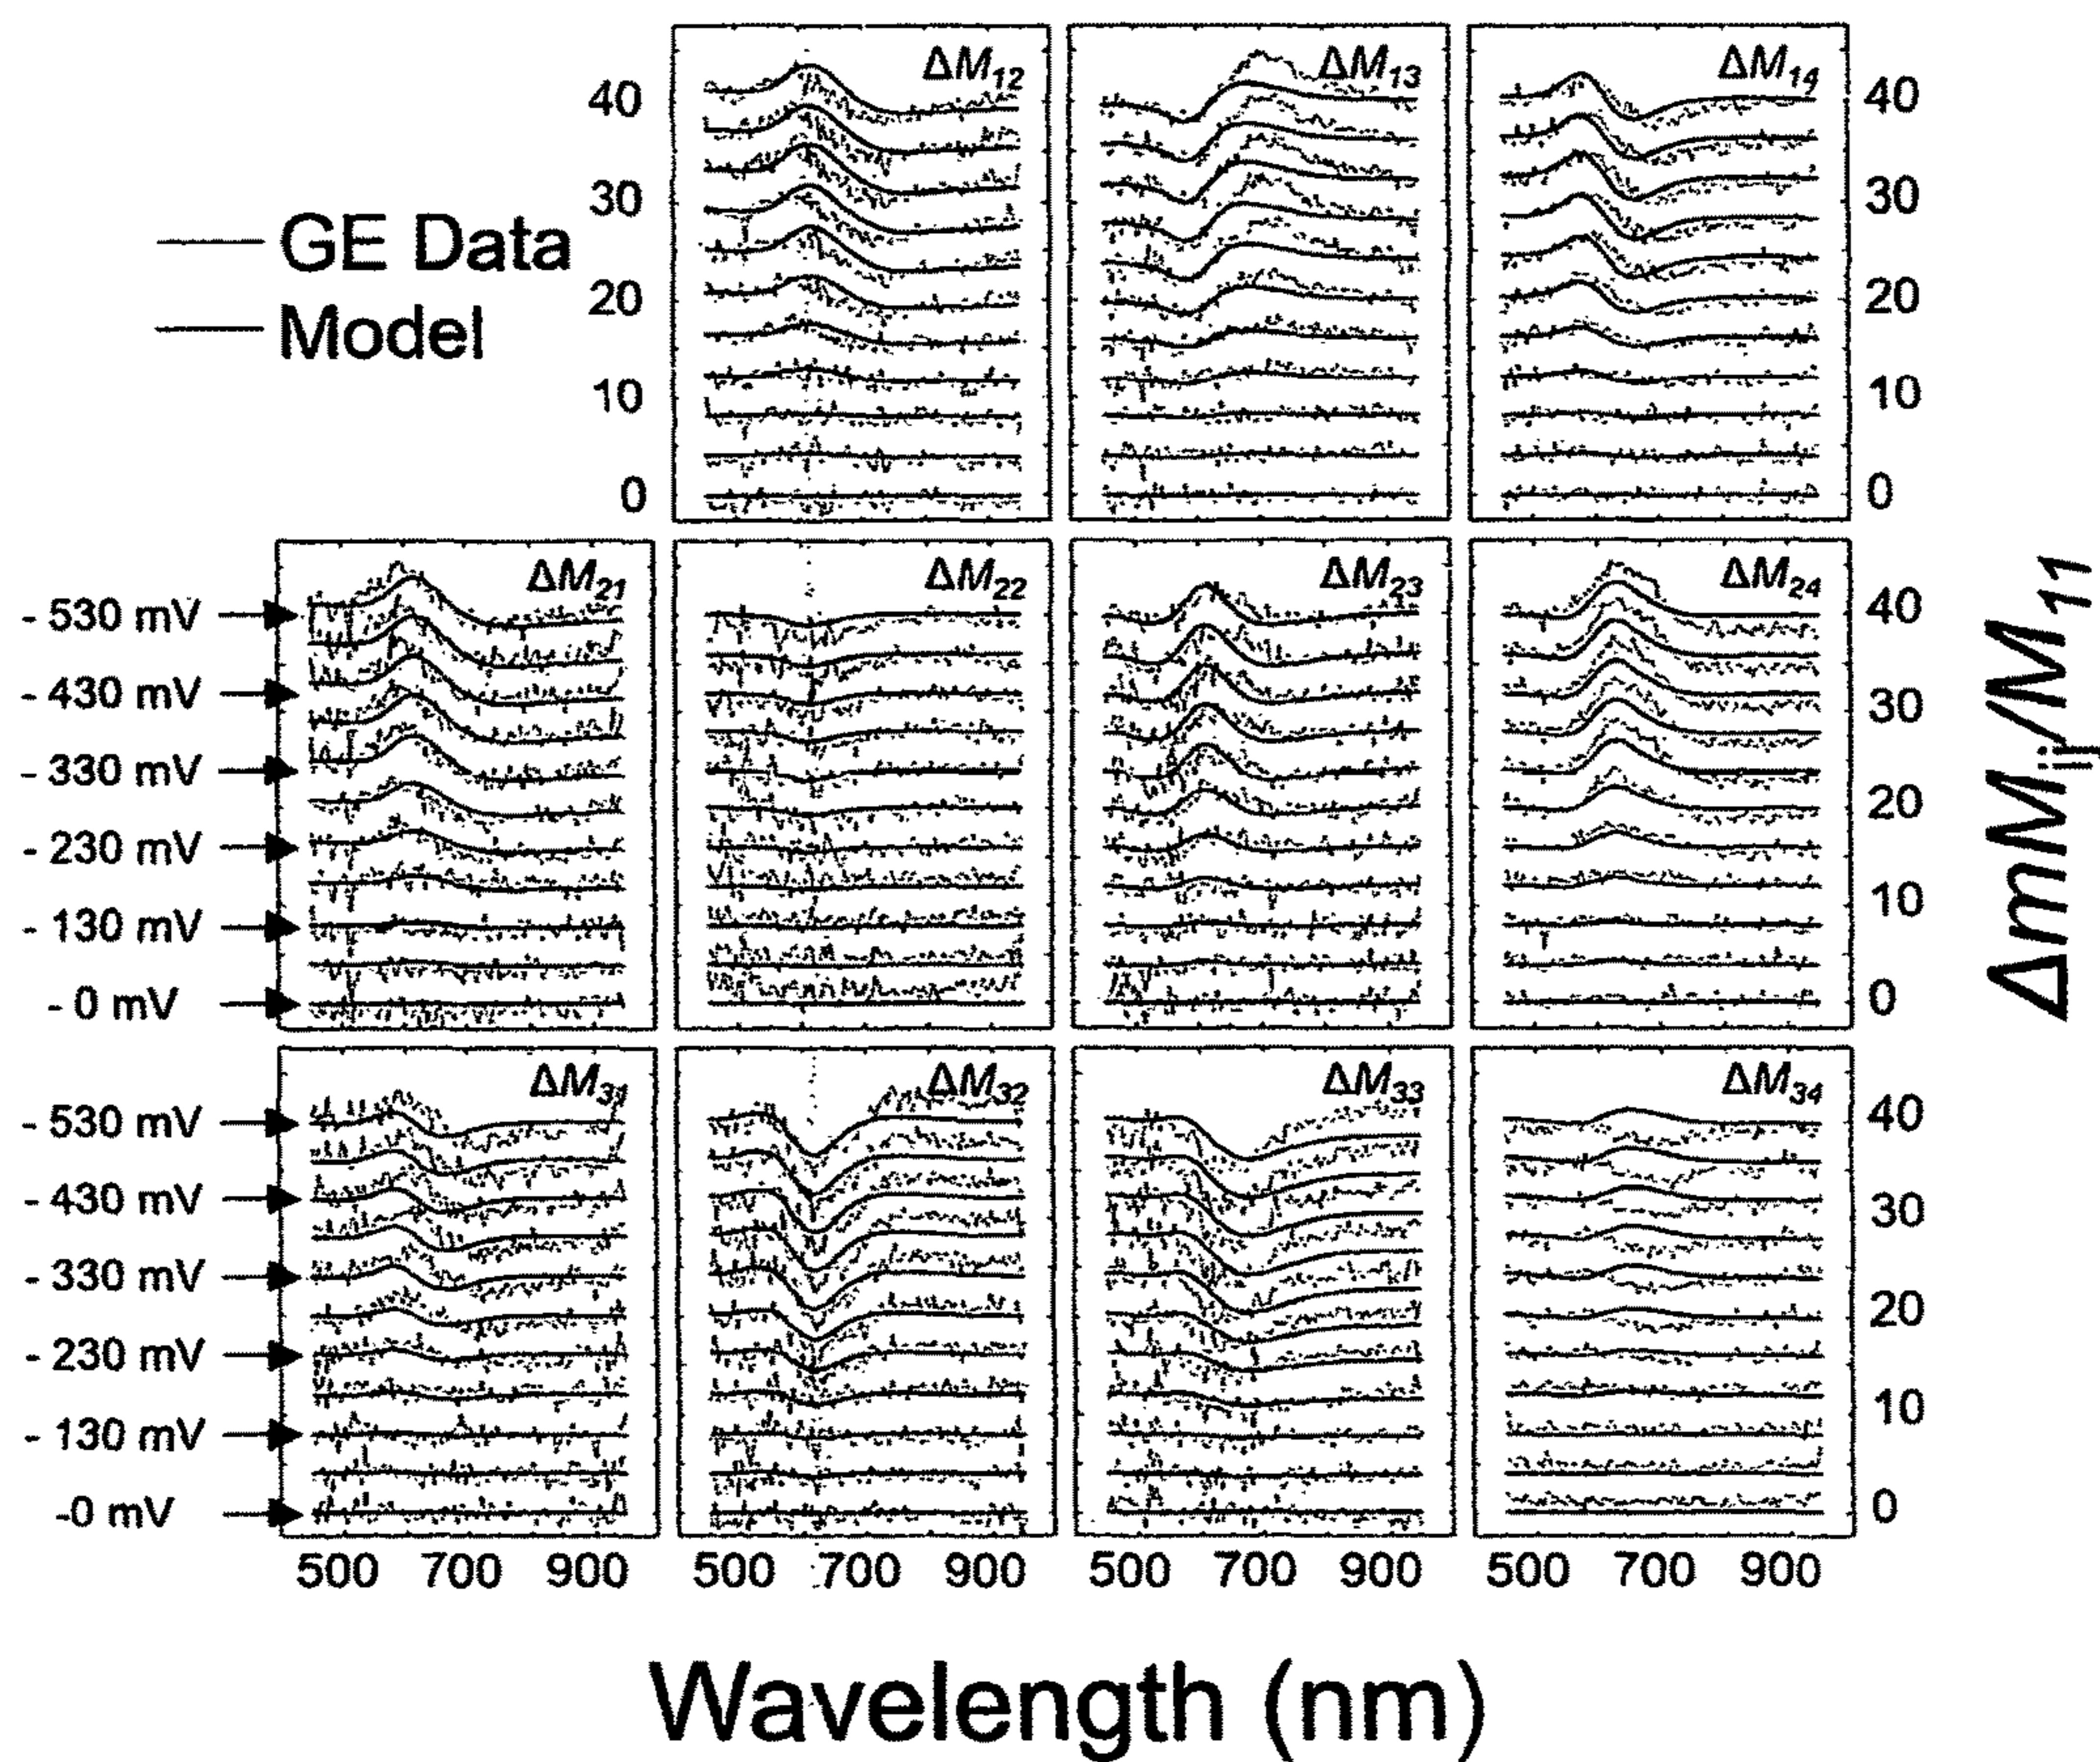 ΔM12 ΔM13 ΔM14
40 40
GE Data 30 30
Model 20 20
10 10
0 0
ΔM21 ΔM22 ΔM23 ΔM24
- 530 mV 40
- 430 mV 30
- 330 mV 20
- 230 mV 10
- 130 mV
- 0 mV 0
ΔmMij/M11
ΔM31 ΔM32 ΔM33 ΔM34
- 530 mV 40
- 430 mV 30
- 330 mV 20
- 230 mV 10
- 130 mV
-0 mV 0
500 700 900 500 700 900 500 700 900 500 700 900
Wavelength (nm)